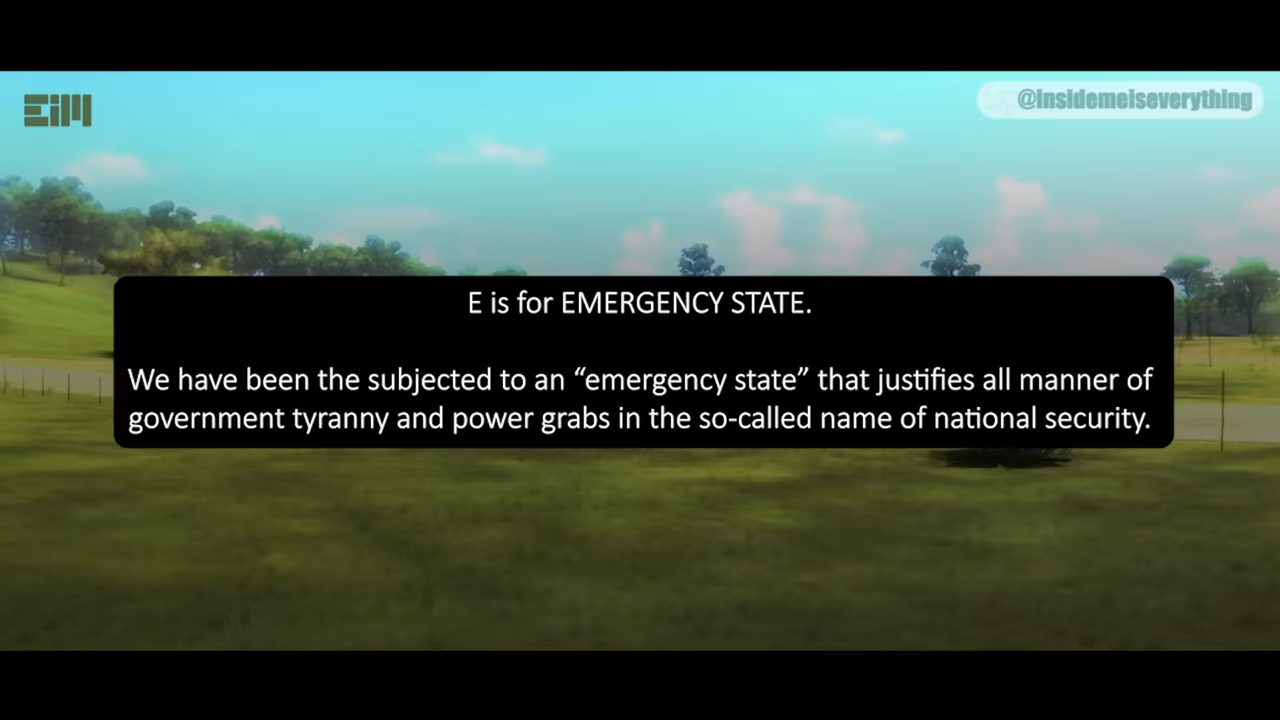 EiM
@insidemeiseverything
E is for EMERGENCY STATE.
We have been the subjected to an “emergency state” that justifies all manner of
government tyranny and power grabs in the so-called name of national security.